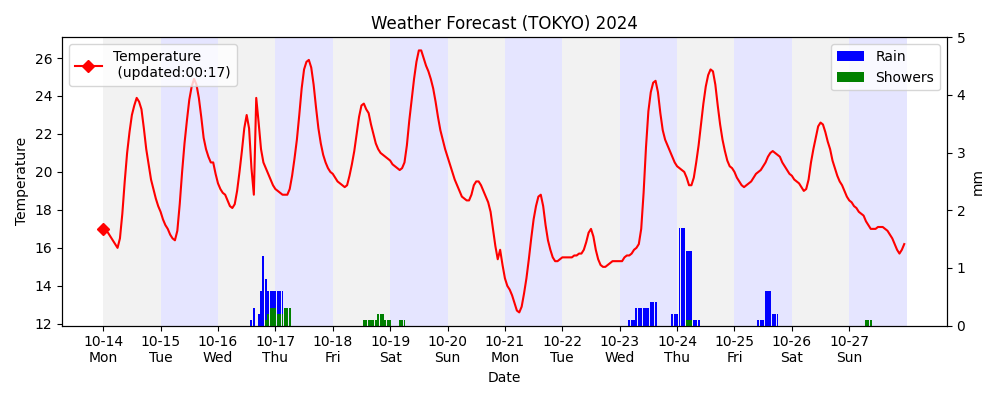 Weather Forecast (TOKYO) 2024
Temperature
(updated:00:17)
Rain
Showers
Temperature
26
24
22
20
18
16
14
12
5
4
3
2
1
0
mm
10-14 10-15 10-16 10-17 10-18 10-19 10-20 10-21 10-22 10-23 10-24 10-25 10-26 10-27
Mon Tue Wed Thu Fri Sat Sun Mon Tue Wed Thu Fri Sat Sun
Date